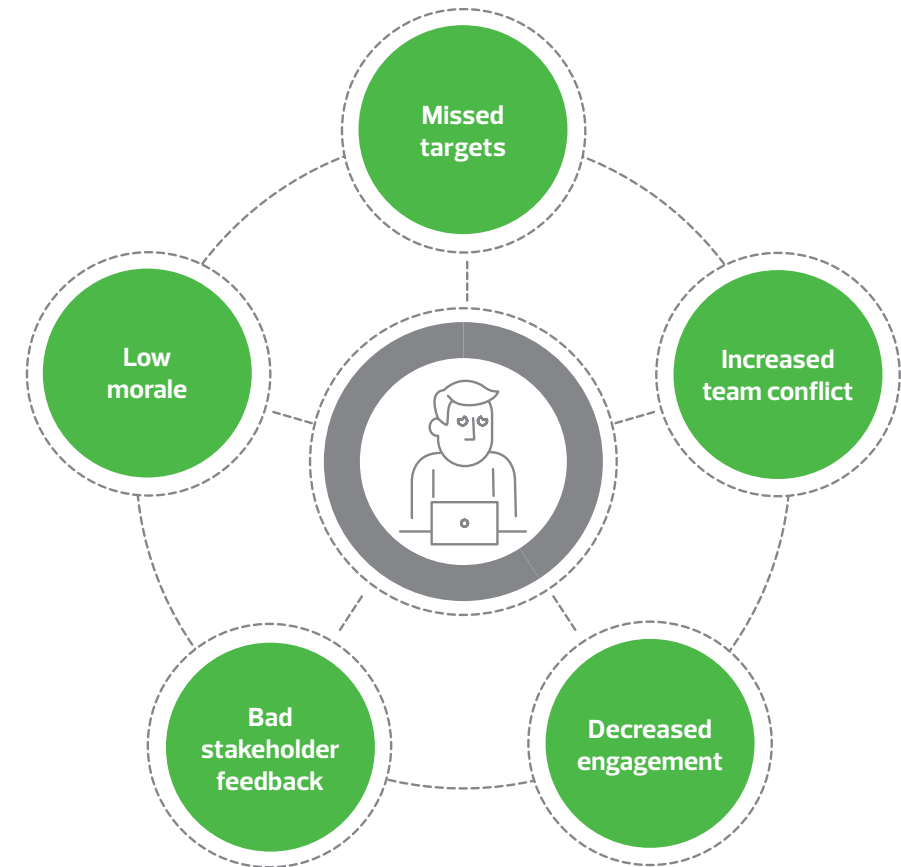 Missed
targets
Increased
team conflict
Decreased
engagement
Bad
stakeholder
feedback
Low
morale